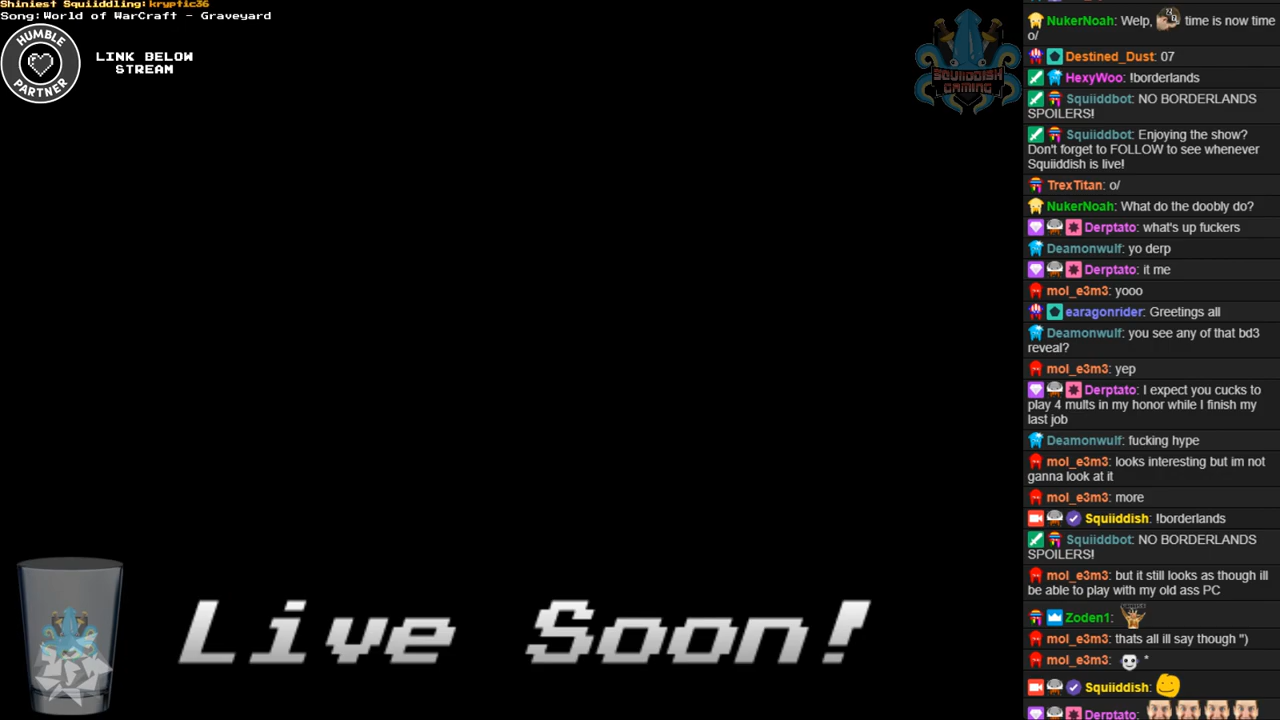 Shiniest Squiiddling: kryptic36
Song:World of WarCraft - Graveyard
HUMBLE
PARTNER
LINK BELOW
STREAM
SQUIIDDISH
GAMING
Live Soon!
NukerNoah: Welp, time is now time
o/
Destined_Dust: 07
HexyWoo: !borderlands
Squiiddbot: NO BORDERLANDS
SPOILERS!
Squiiddbot: Enjoying the show?
Don't forget to FOLLOW to see whenever
Squiiddish is live!
TrexTitan: o/
NukerNoah: What do the doobly do?
Derptato: what's up fuckers
Deamonwulf: yo derp
Derptato: it me
mol_e3m3: yooo
earagonrider: Greetings all
Deamonwulf: you see any of that bd3
reveal?
mol_e3m3: yep
Derptato: I expect you cucks to
play 4 mults in my honor while I finish my
last job
Deamonwulf: fucking hype
mol_e3m3: looks interesting but im not
ganna look at it
mol_e3m3: more
Squiiddish: !borderlands
Squiiddbot: NO BORDERLANDS
SPOILERS!
mol_e3m3: but it still looks as though ill
be able to play with my old ass PC
Zoden1:
mol_e3m3: thats all ill say though ")
mol_e3m3: *
Squiiddish:
Derptato: